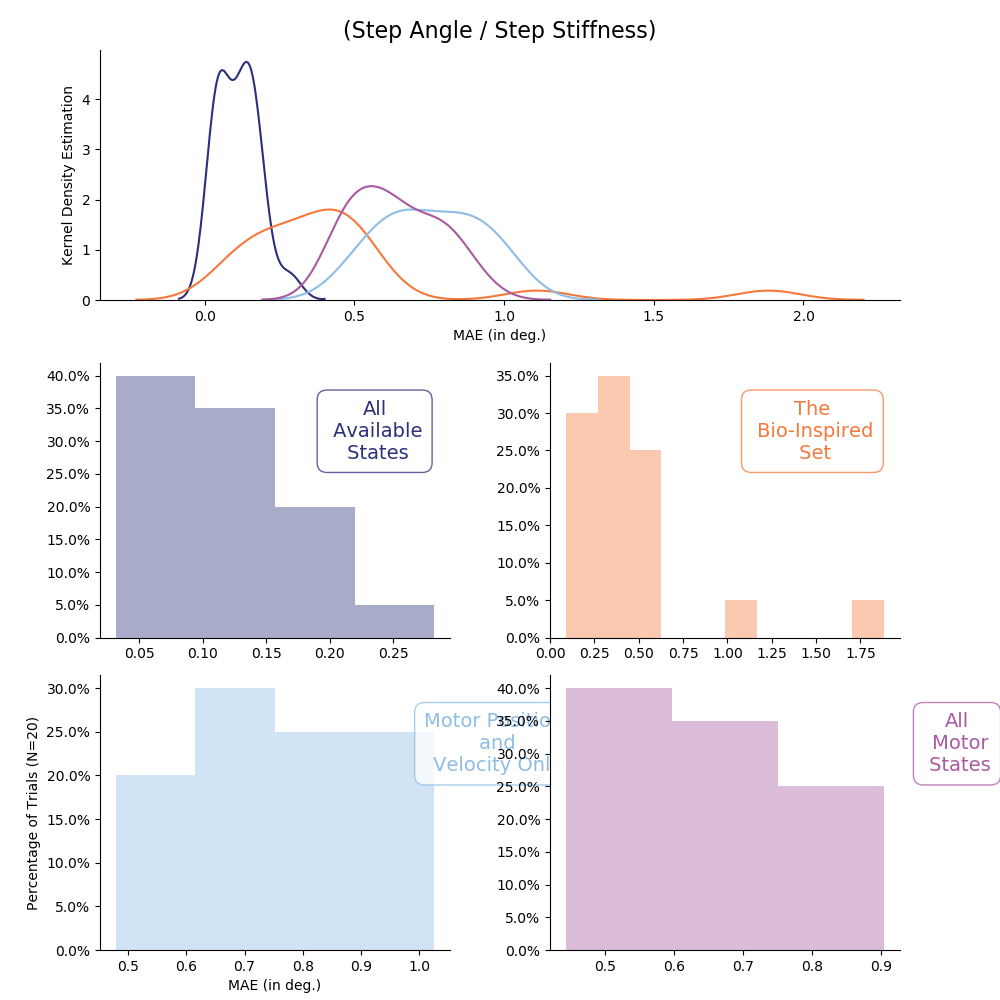 (Step Angle / Step Stiffness)
Kernel Density Estimation
4
3
2
1
0
0.0 0.5 1.0 1.5 2.0
MAE (in deg.)
40.0%
35.0%
30.0%
25.0%
20.0%
15.0%
10.0%
5.0%
0.0%
All
Available
States
0.05 0.10 0.15 0.20 0.25
35.0%
30.0%
25.0%
20.0%
15.0%
10.0%
5.0%
0.0%
The
Bio-Inspired
Set
0.00 0.25 0.50 0.75 1.00 1.25 1.50 1.75
Percentage of Trials (N=20)
30.0%
25.0%
20.0%
15.0%
10.0%
5.0%
0.0%
Motor
and
Velocity
0.5 0.6 0.7 0.8 0.9 1.0
MAE (in deg.)
40.0%
35.0%
30.0%
25.0%
20.0%
15.0%
10.0%
5.0%
0.0%
All
Motor
States
0.5 0.6 0.7 0.8 0.9